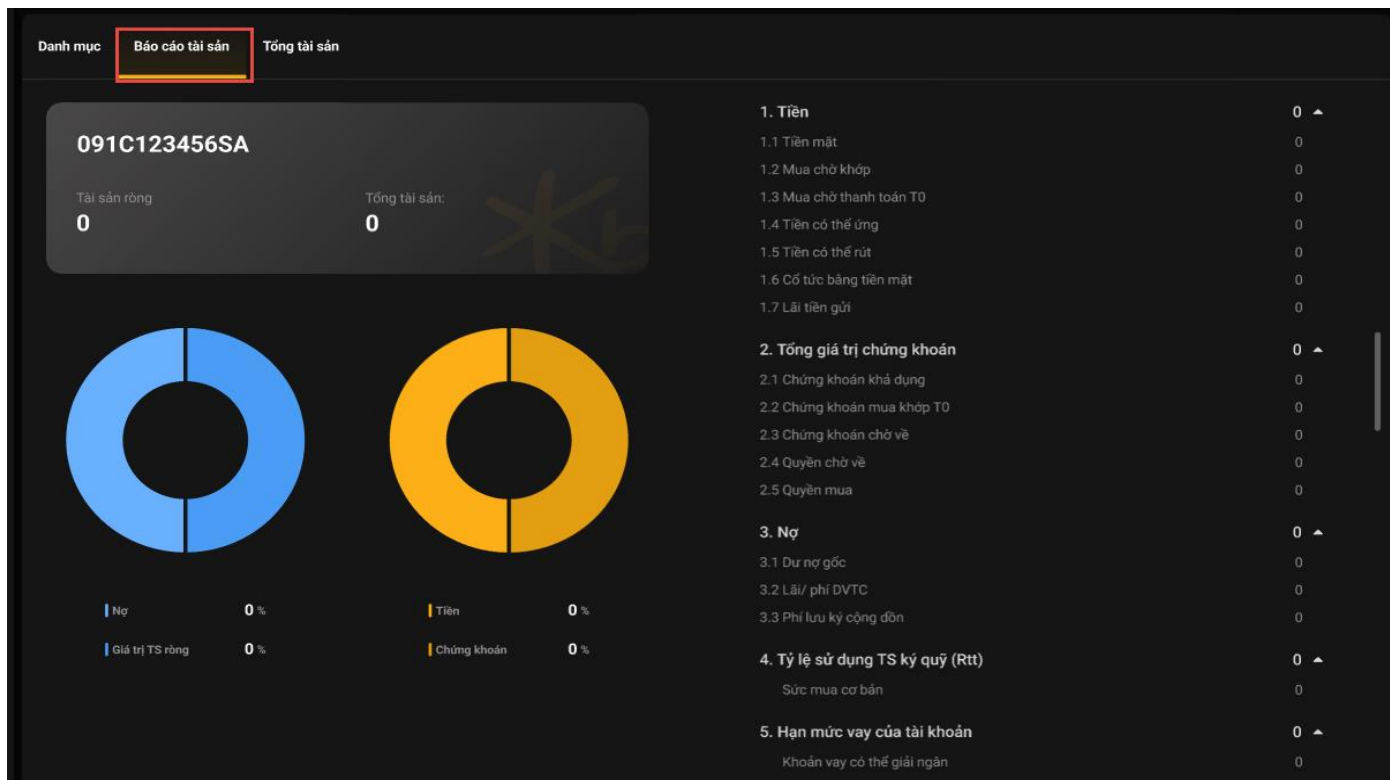 Danh mục Báo cáo tài sản Tổng tài sản
091C123456SA
Tài sản ròng Tổng tài sản:
0 0
Nợ 0 % Tiền 0 %
Giá trị TS ròng 0 % Chứng khoán 0 %
1. Tiền 0
1.1 Tiền mặt 0
1.2 Mua chờ khớp 0
1.3 Mua chờ thanh toán T0 0
1.4 Tiền có thể ứng 0
1.5 Tiền có thể rút 0
1.6 Cổ tức bằng tiền mặt 0
1.7 Lãi tiền gửi 0
2. Tổng giá trị chứng khoán 0
2.1 Chứng khoán khả dụng 0
2.2 Chứng khoán mua khớp T0 0
2.3 Chứng khoán chờ về 0
2.4 Quyền chờ về 0
2.5 Quyền mua 0
3. Nợ 0
3.1 Dư nợ gốc 0
3.2 Lãi/ phí DVTC 0
3.3 Phí lưu ký cộng dồn 0
4. Tỷ lệ sử dụng TS ký quỹ (Rtt) 0
Sức mua cơ bản 0
5. Hạn mức vay của tài khoản 0
Khoản vay có thể giải ngân 0